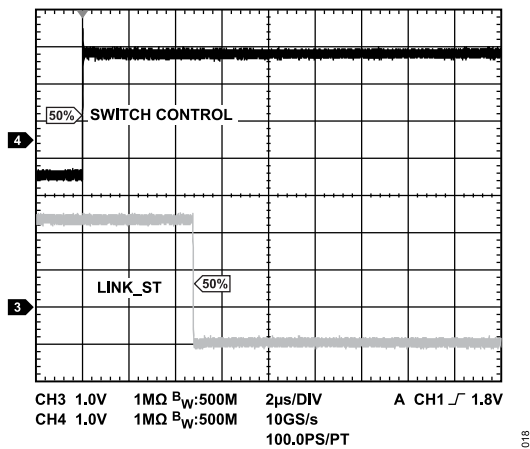 50% SWITCH CONTROL
4
LINK_ST 50%
3
CH3 1.0V 1MΩ BW:500M 2µs/DIV A CH1 1.8V
CH4 1.0V 1MΩ BW:500M 10GS/s
100.0PS/PT
018